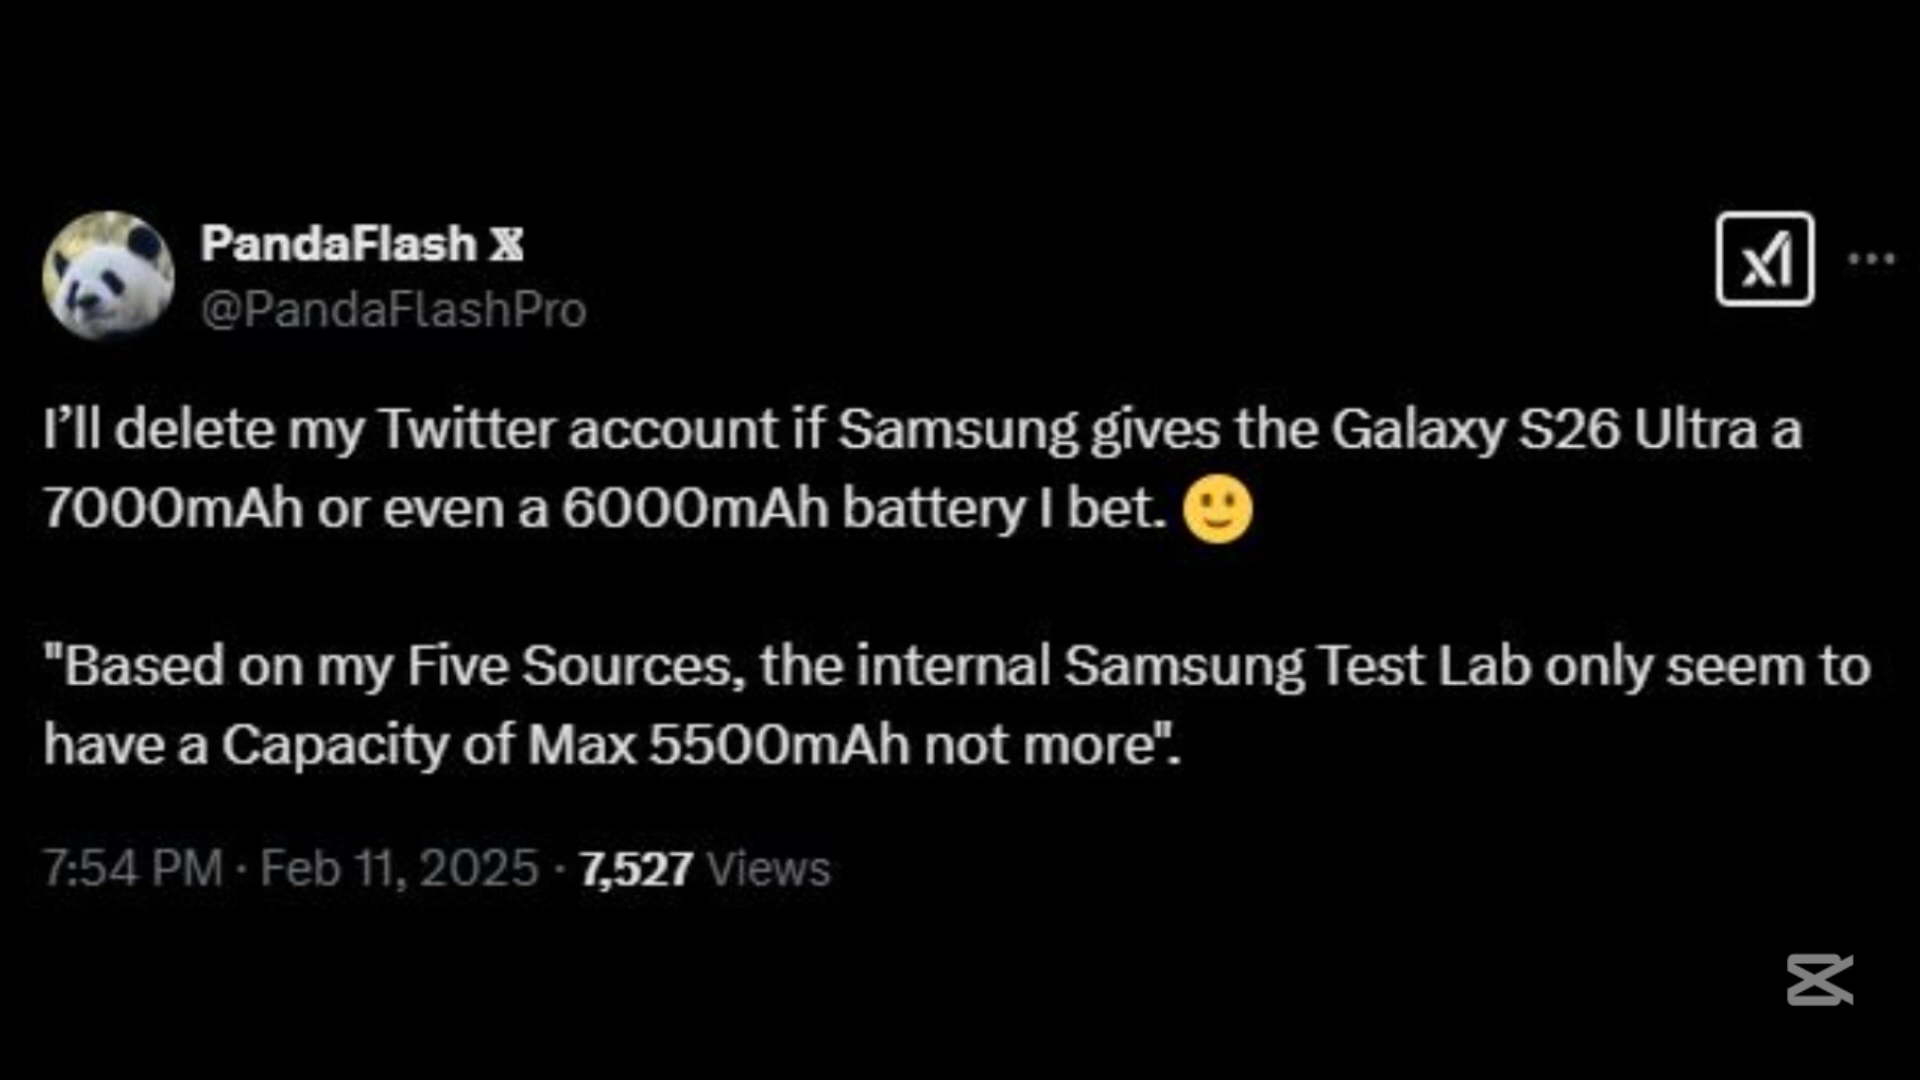 PandaFlash 𝕏
@PandaFlashPro
I’ll delete my Twitter account if Samsung gives the Galaxy S26 Ultra a
7000mAh or even a 6000mAh battery I bet. 🙂
"Based on my Five Sources, the internal Samsung Test Lab only seem to
have a Capacity of Max 5500mAh not more".
7:54 PM · Feb 11, 2025 · 7,527 Views